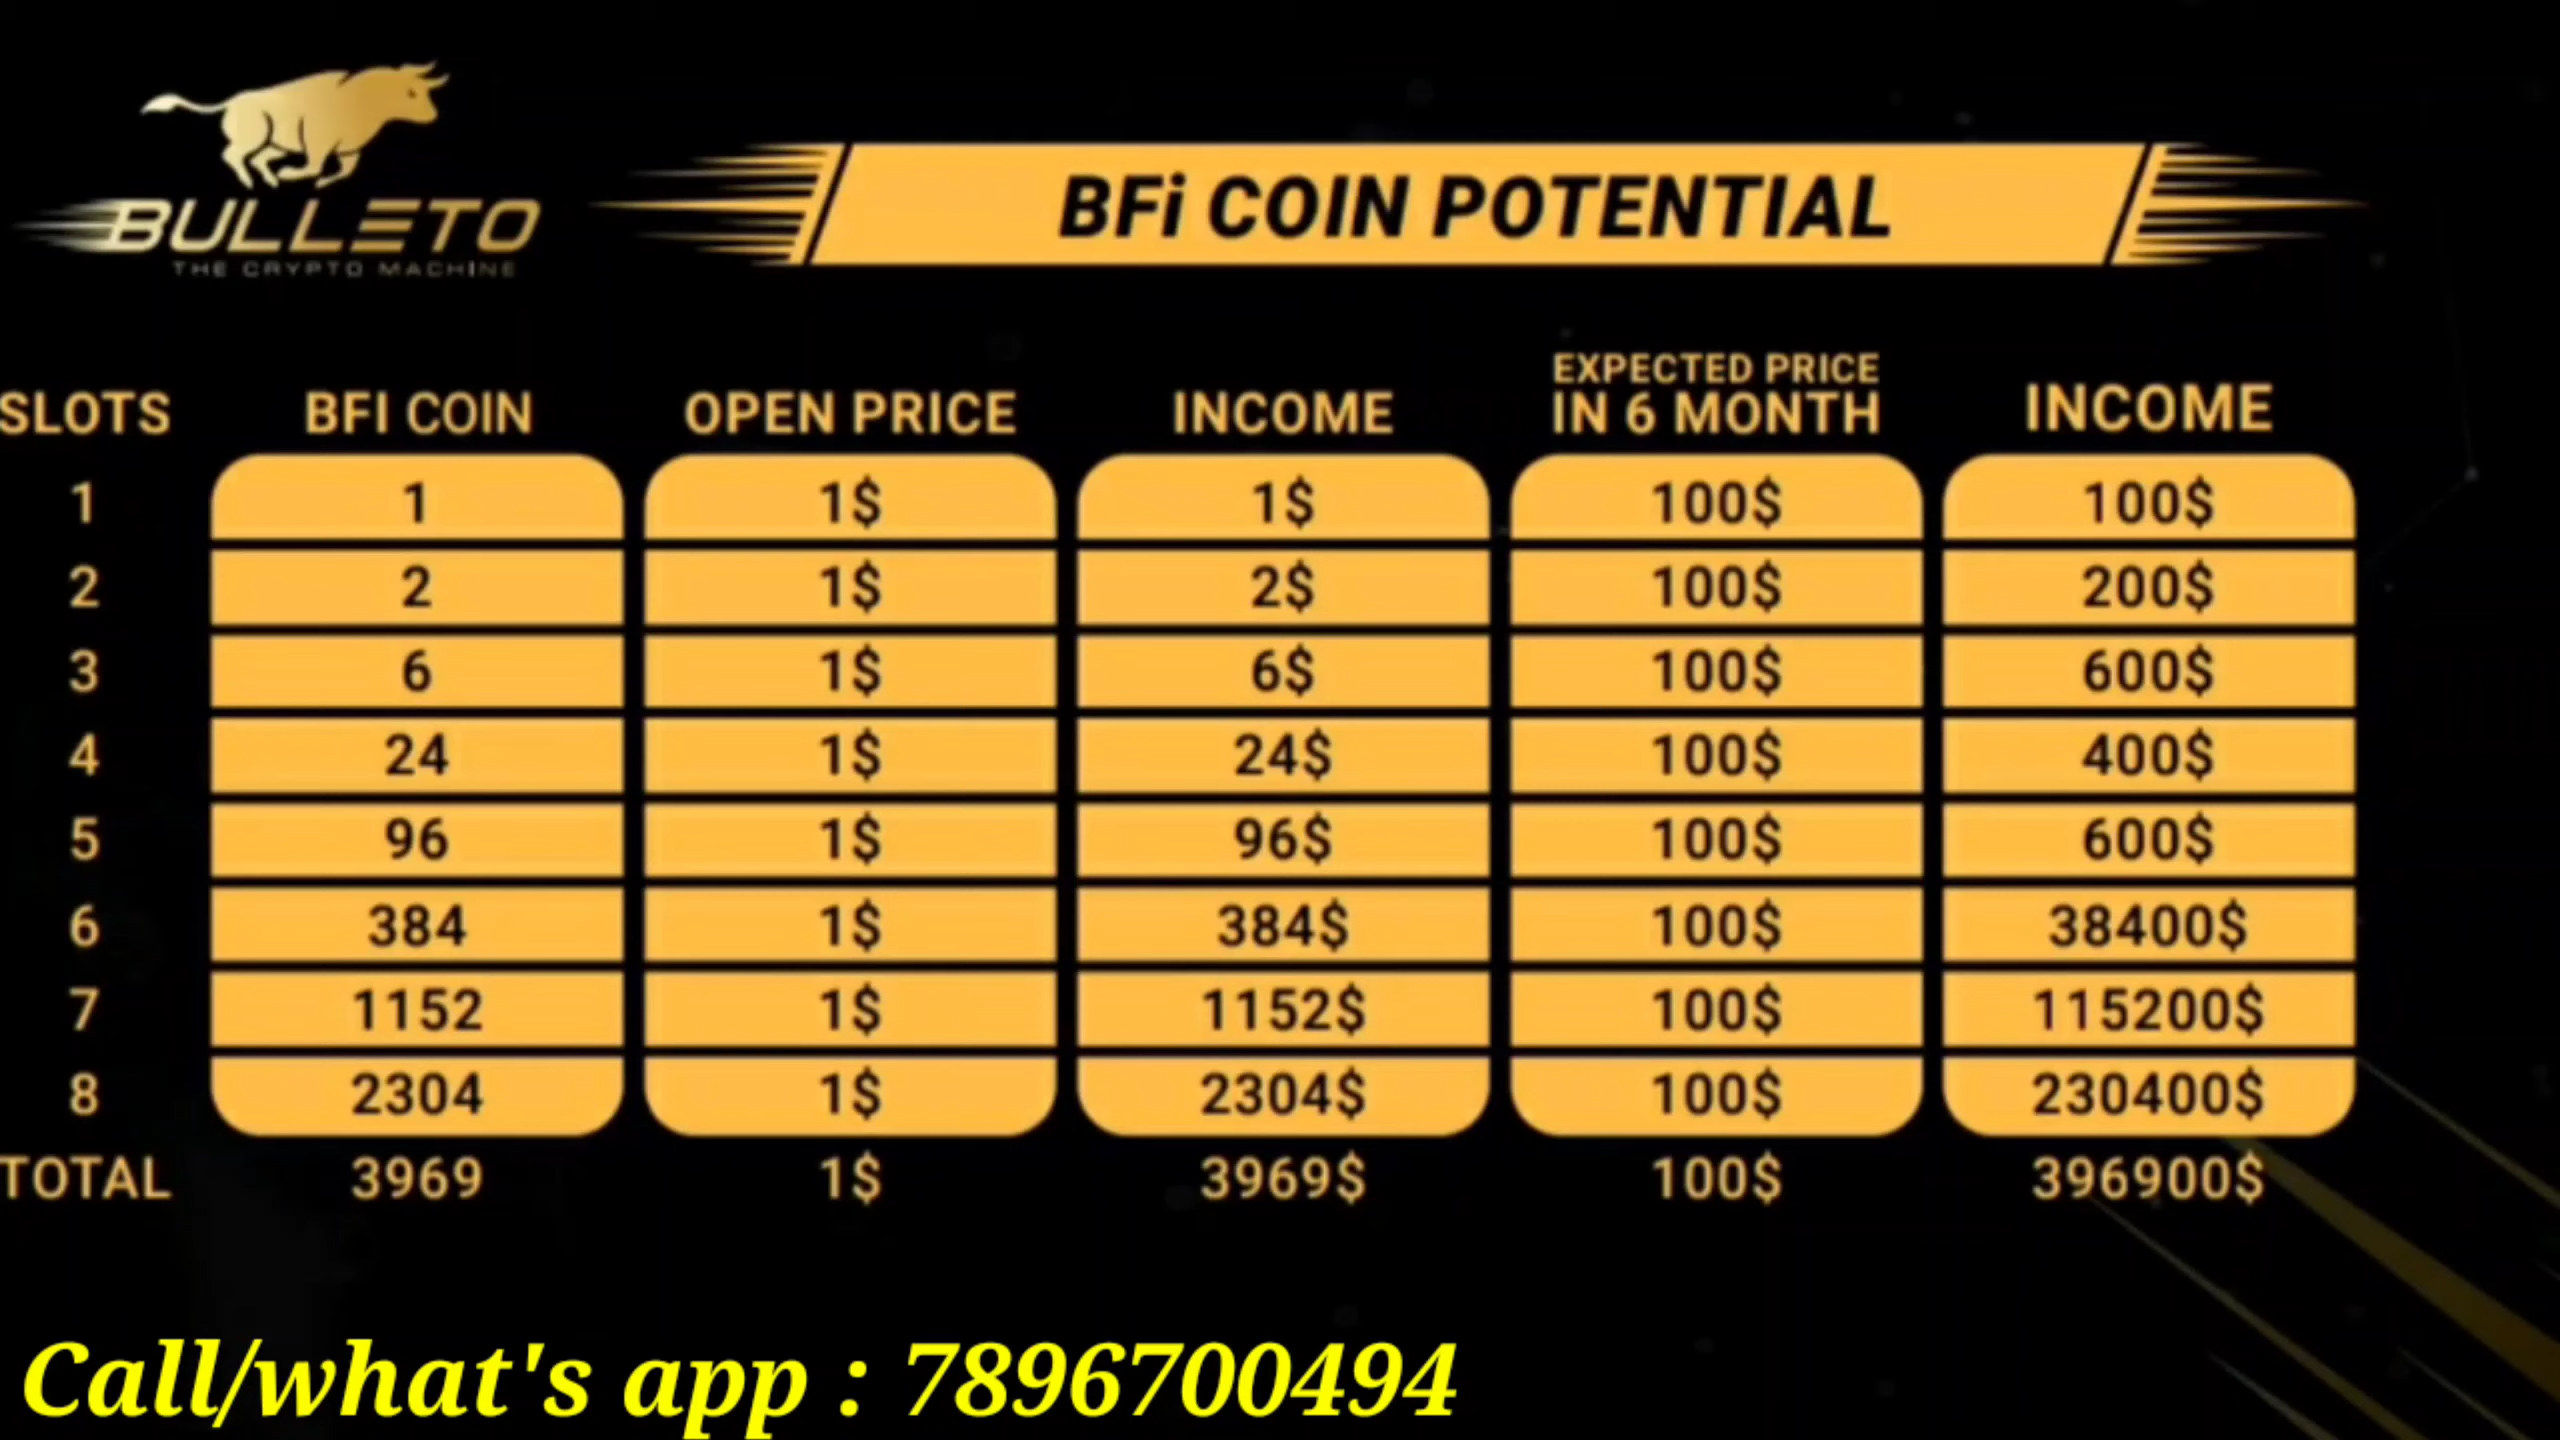 BULLETO
THE CRYPTO MACHINE
BFi COIN POTENTIAL
SLOTS BFI COIN OPEN PRICE INCOME EXPECTED PRICE IN 6 MONTH INCOME
1 1 1$ 1$ 100$ 100$
2 2 1$ 2$ 100$ 200$
3 6 1$ 6$ 100$ 600$
4 24 1$ 24$ 100$ 400$
5 96 1$ 96$ 100$ 600$
6 384 1$ 384$ 100$ 38400$
7 1152 1$ 1152$ 100$ 115200$
8 2304 1$ 2304$ 100$ 230400$
TOTAL 3969 1$ 3969$ 100$ 396900$
Call/what's app : 7896700494